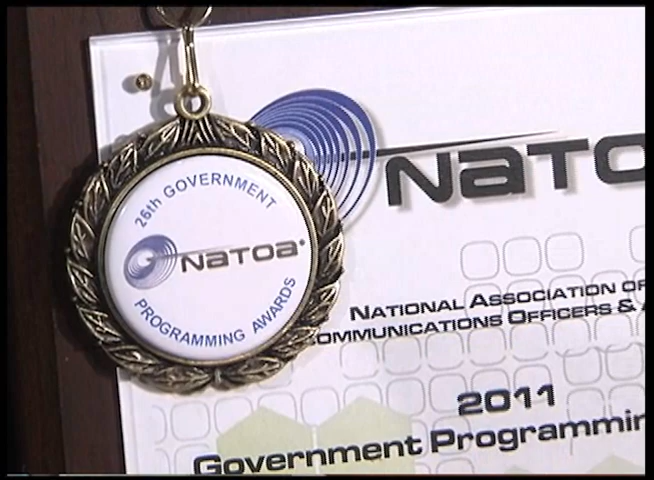 26th GOVERNMENT
NATOA®
PROGRAMMING AWARDS
NATO
NATIONAL ASSOCIATION OF
COMMUNICATIONS OFFICERS &
2011
Government Programmin